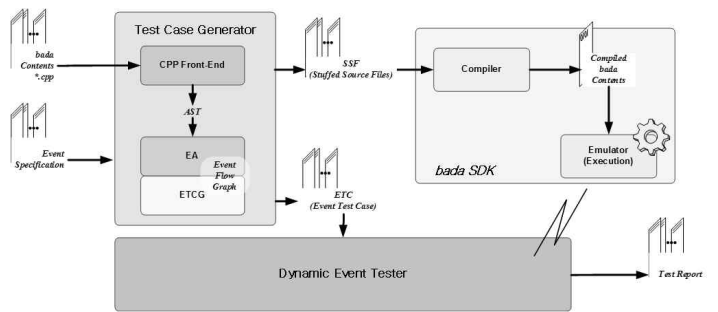 Test Case Generator
bada
Contents
*.cpp
CPP Front-End
SSF
(Stuffed Source Files)
Compiler
Compiled
bada
Contents
AST
Event
Specification
EA
Event
Flow
Graph
ETCG
Emulator
(Execution)
bada SDK
ETC
(Event Test Case)
Dynamic Event Tester
Test Report